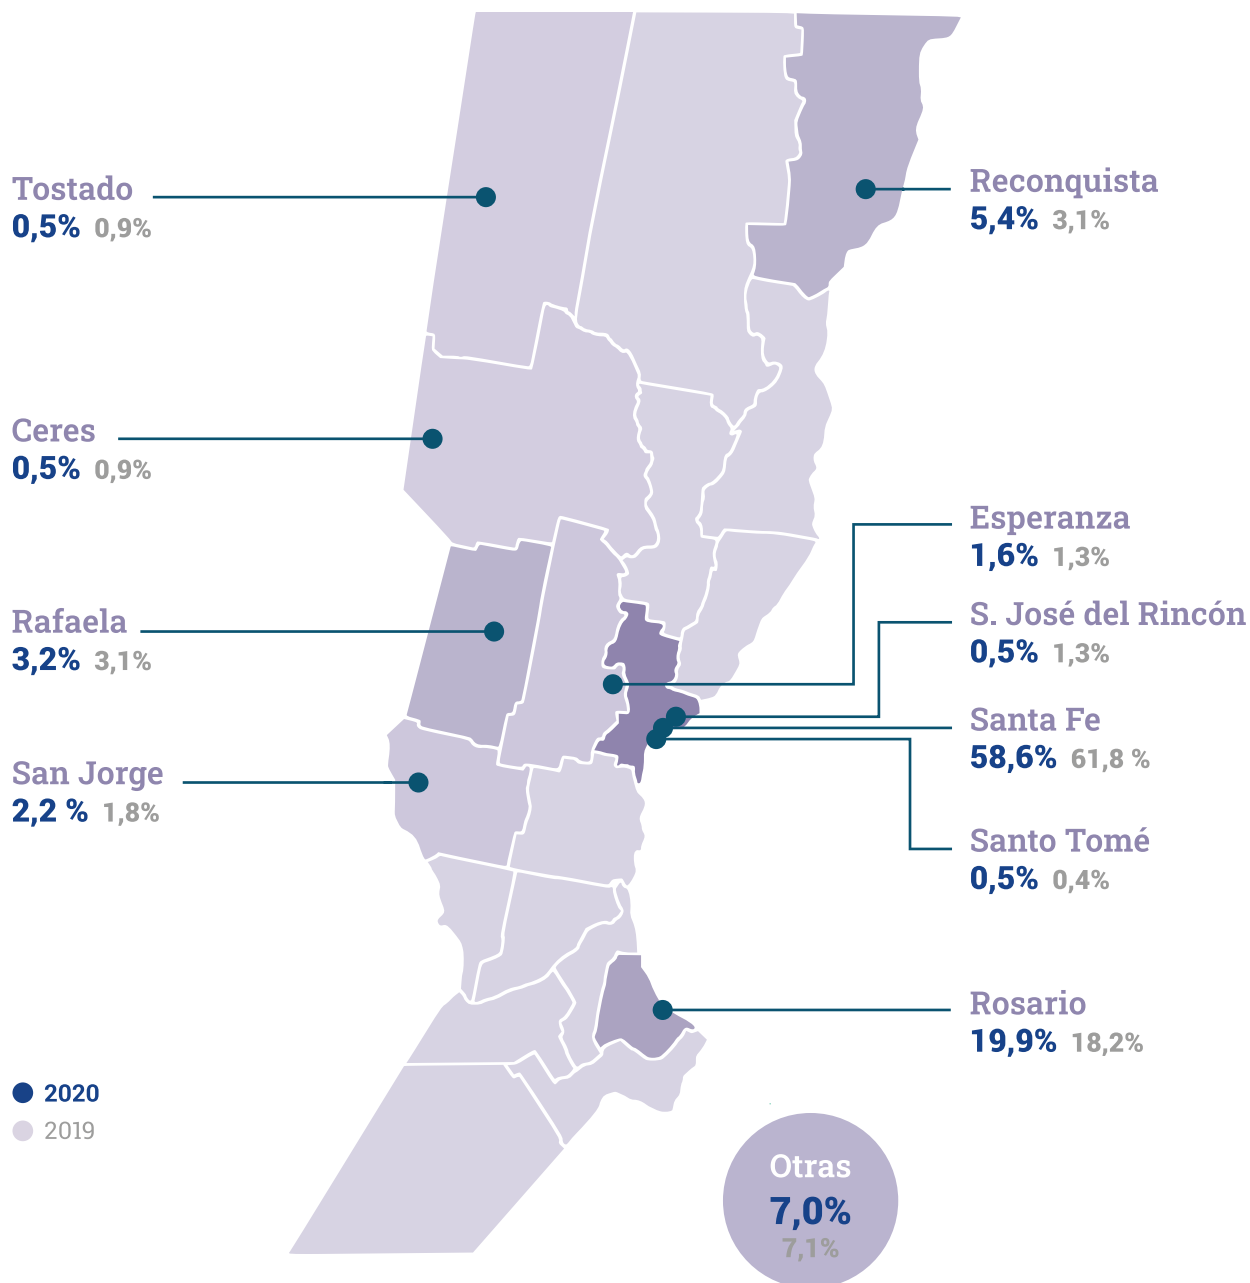 Tostado
0,5% 0,9%
Ceres
0,5% 0,9%
Rafaela
3,2% 3,1%
San Jorge
2,2 % 1,8%
Reconquista
5,4% 3,1%
Esperanza
1,6% 1,3%
S. José del Rincón
0,5% 1,3%
Santa Fe
58,6% 61,8 %
Santo Tomé
0,5% 0,4%
Rosario
19,9% 18,2%
2020
2019
Otras
7,0%
7,1%